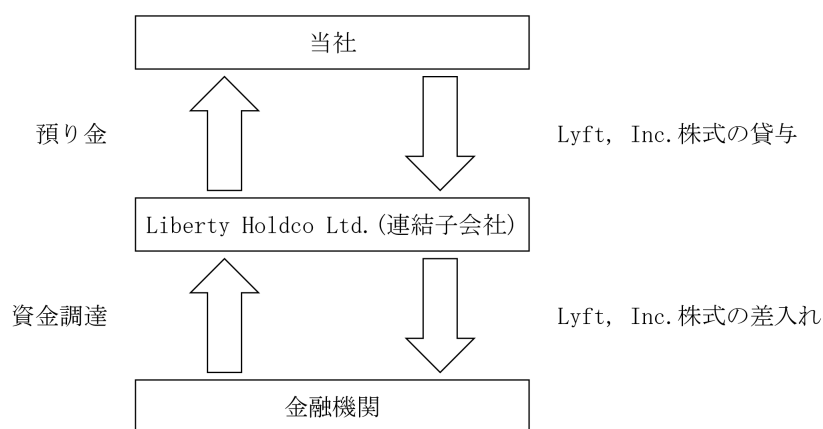 当社
預り金
Lyft, Inc.株式の貸与
Liberty Holdco Ltd.(連結子会社)
資金調達
Lyft, Inc.株式の差入れ
金融機関